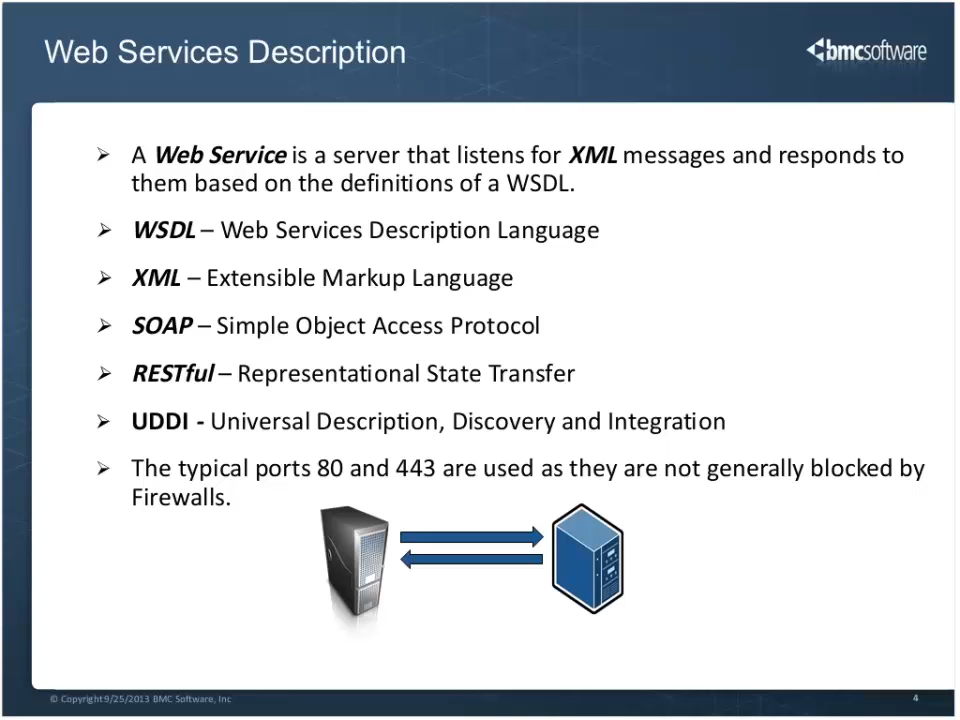 Web Services Description
bmcsoftware
➢ A Web Service is a server that listens for XML messages and responds to
them based on the definitions of a WSDL.
➢ WSDL – Web Services Description Language
➢ XML – Extensible Markup Language
➢ SOAP – Simple Object Access Protocol
➢ RESTful – Representational State Transfer
➢ UDDI - Universal Description, Discovery and Integration
➢ The typical ports 80 and 443 are used as they are not generally blocked by
Firewalls.
© Copyright 9/25/2013 BMC Software, Inc
4